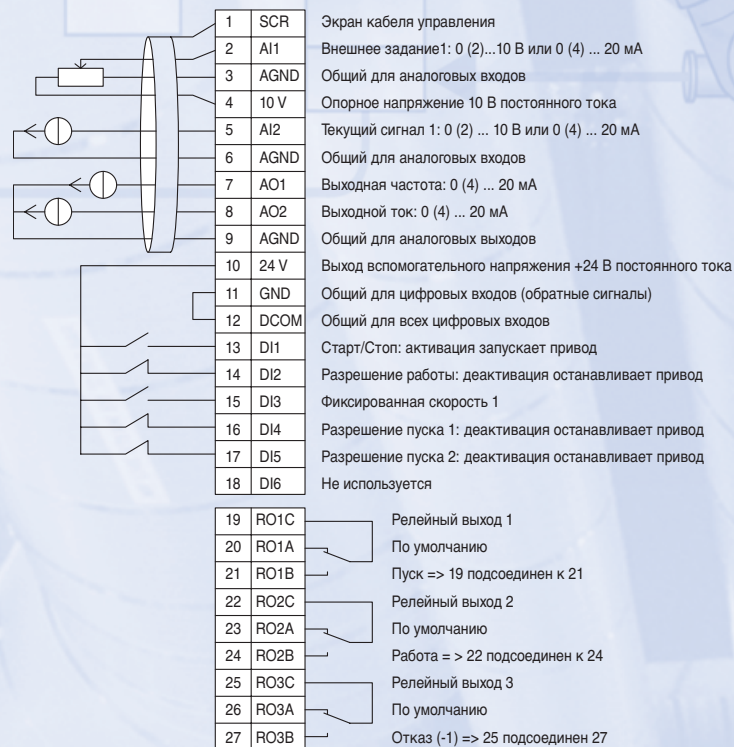 1 SCR Экран кабеля управления
2 AI1 Внешнее задание1: 0 (2)...10 В или 0 (4) ... 20 мА
3 AGND Общий для аналоговых входов
4 10 V Опорное напряжение 10 В постоянного тока
5 AI2 Текущий сигнал 1: 0 (2) ... 10 В или 0 (4) ... 20 мА
6 AGND Общий для аналоговых входов
7 AO1 Выходная частота: 0 (4) ... 20 мА
8 AO2 Выходной ток: 0 (4) ... 20 мА
9 AGND Общий для аналоговых выходов
10 24 V Выход вспомогательного напряжения +24 В постоянного тока
11 GND Общий для цифровых входов (обратные сигналы)
12 DCOM Общий для всех цифровых входов
13 DI1 Старт/Стоп: активация запускает привод
14 DI2 Разрешение работы: деактивация останавливает привод
15 DI3 Фиксированная скорость 1
16 DI4 Разрешение пуска 1: деактивация останавливает привод
17 DI5 Разрешение пуска 2: деактивация останавливает привод
18 DI6 Не используется
19 RO1C Релейный выход 1
20 RO1A По умолчанию
21 RO1B Пуск => 19 подсоединен к 21
22 RO2C Релейный выход 2
23 RO2A По умолчанию
24 RO2B Работа = > 22 подсоединен к 24
25 RO3C Релейный выход 3
26 RO3A По умолчанию
27 RO3B Отказ (-1) => 25 подсоединен 27